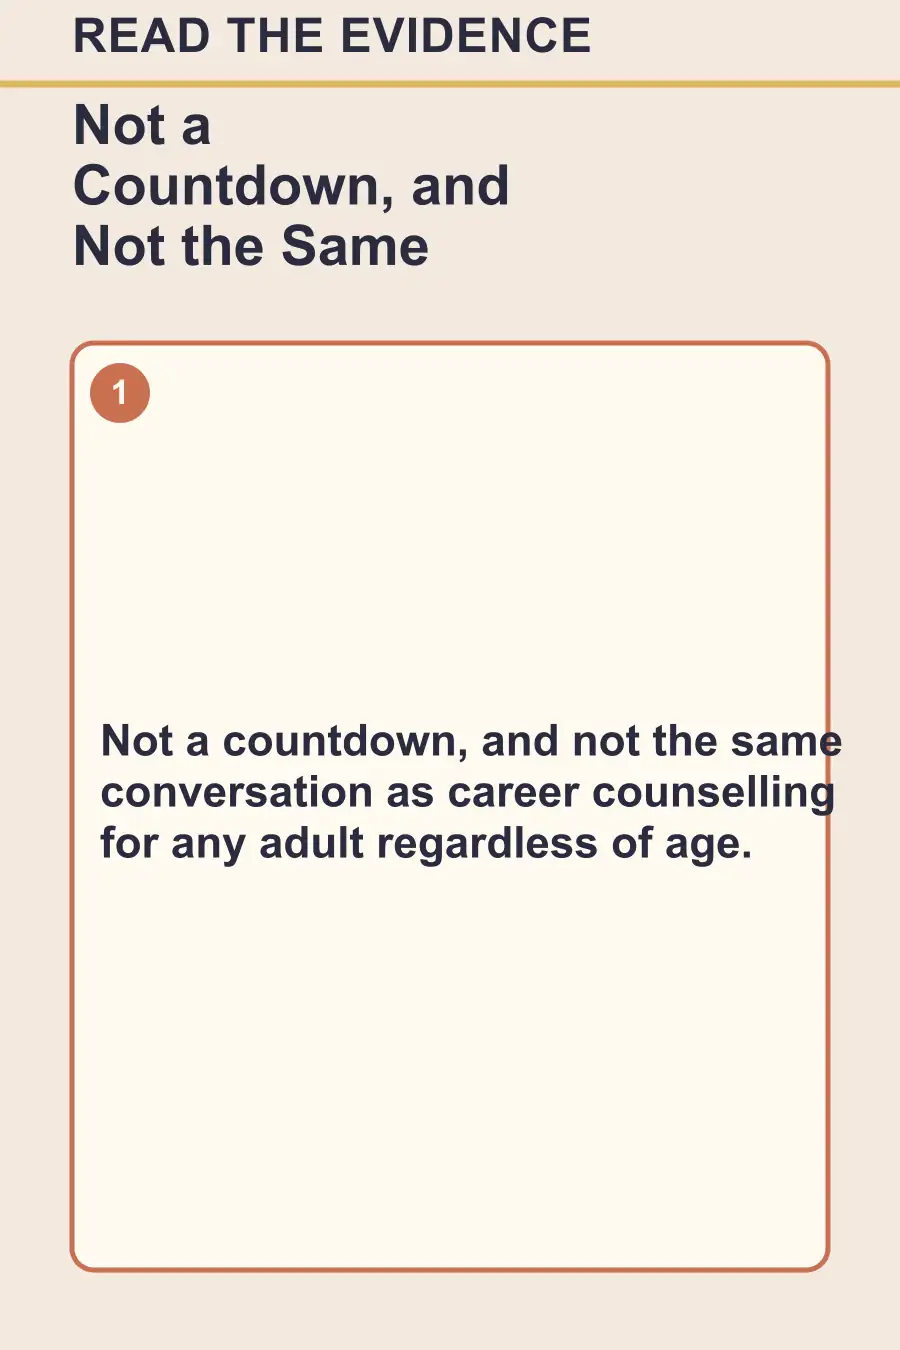 READ THE EVIDENCE
Not a
Countdown, and
Not the Same
1
Not a countdown, and not the same
conversation as career counselling
for any adult regardless of age.